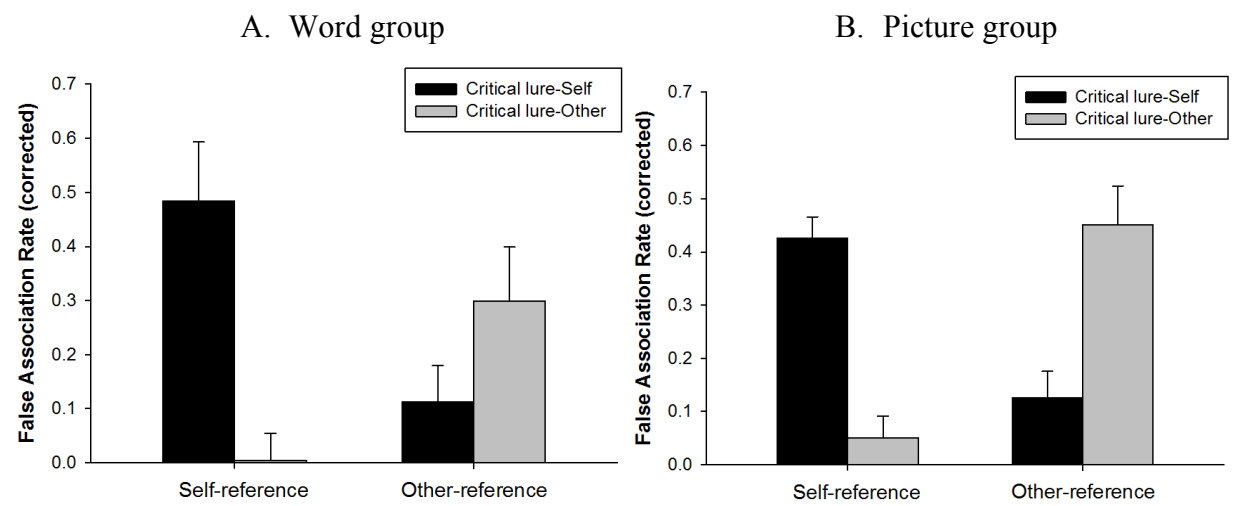 A. Word group
Critical lure-Self
Critical lure-Other
False Association Rate (corrected)
0.7
0.6
0.5
0.4
0.3
0.2
0.1
0.0
Self-reference
Other-reference
B. Picture group
Critical lure-Self
Critical lure-Other
False Association Rate (corrected)
0.7
0.6
0.5
0.4
0.3
0.2
0.1
0.0
Self-reference
Other-reference